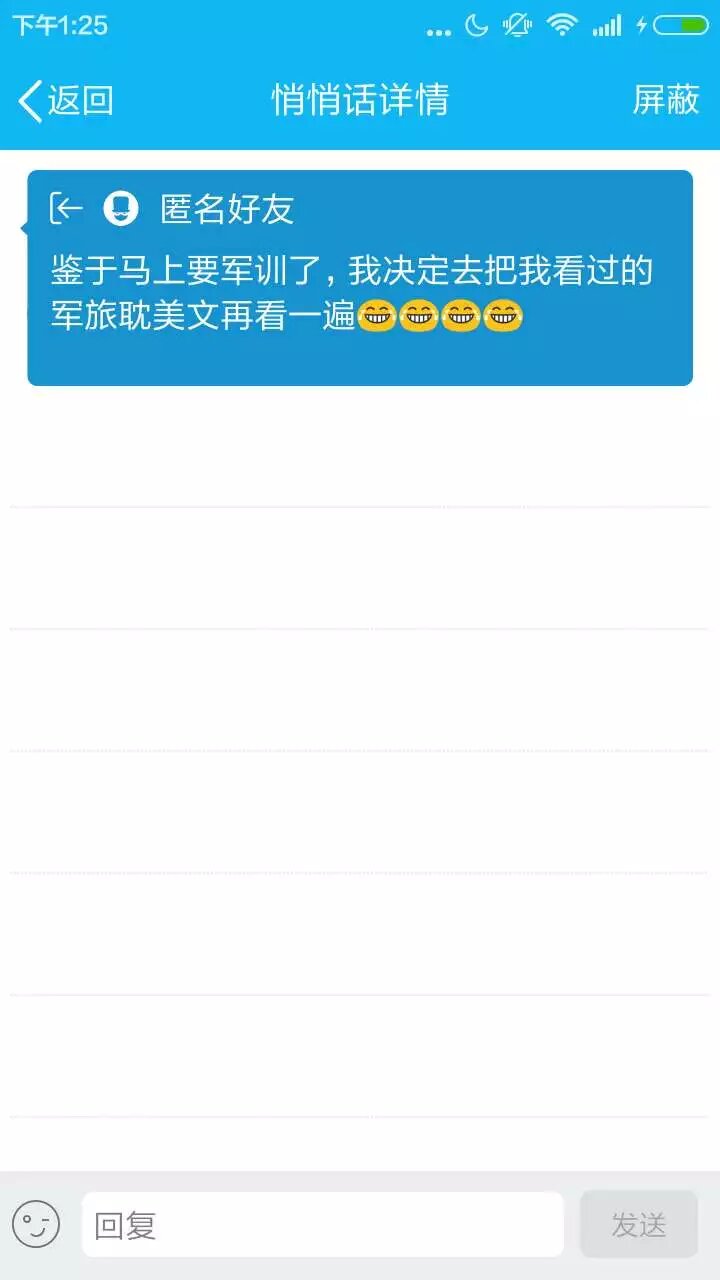 下午1:25
返回 悄悄话详情 屏蔽
匿名好友
鉴于马上要军训了，我决定去把我看过的
军旅耽美文再看一遍😂😂😂😂
回复 发送